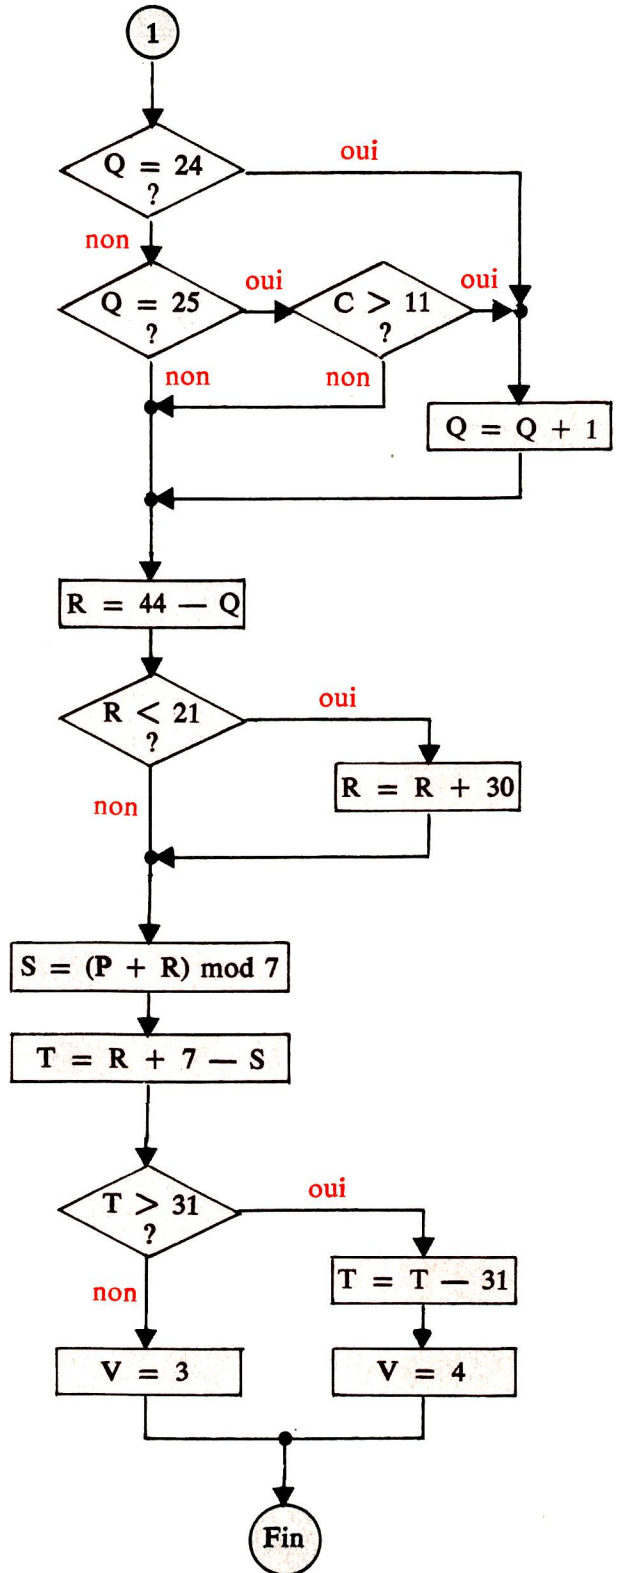 1
Q = 24
?
oui
non
Q = 25
?
oui
C > 11
?
oui
non
non
Q = Q + 1
R = 44 — Q
R < 21
?
oui
R = R + 30
non
S = (P + R) mod 7
T = R + 7 — S
T > 31
?
oui
T = T — 31
non
V = 3
V = 4
Fin